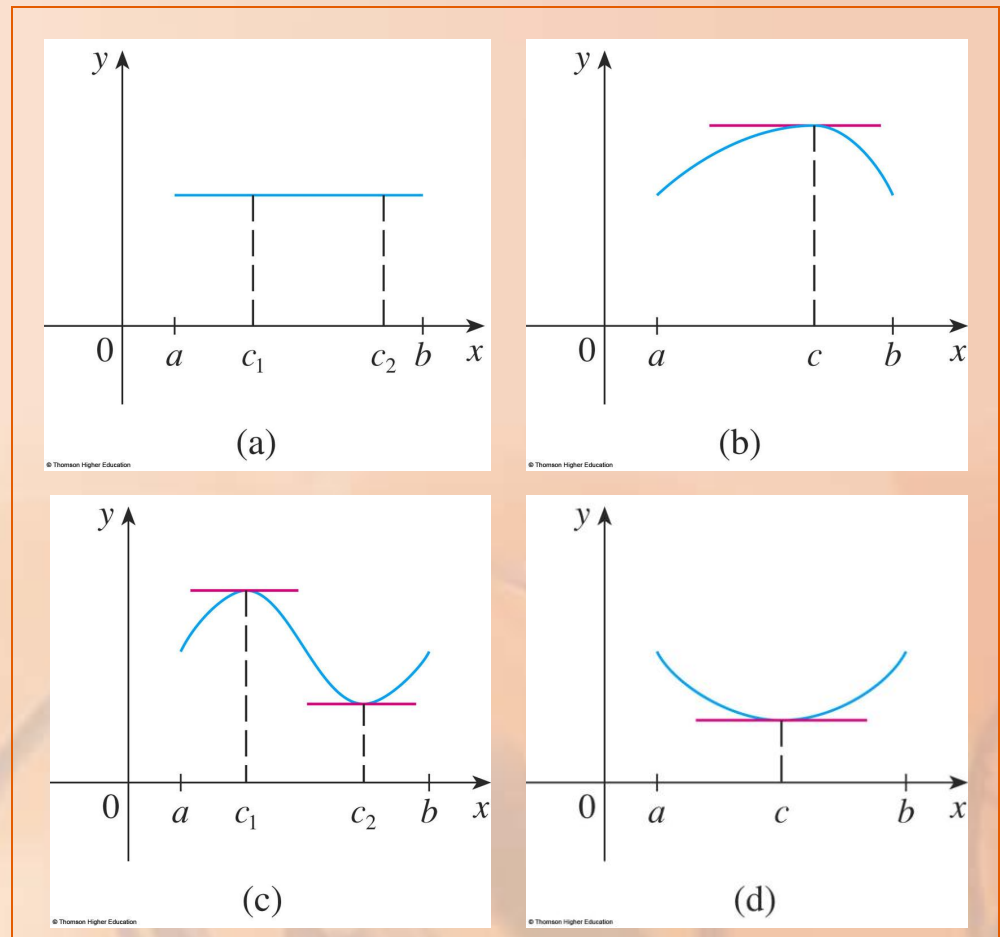 y
0 a c₁ c₂ b x
(a)
© Thomson Higher Education
y
0 a c b x
(b)
© Thomson Higher Education
y
0 a c₁ c₂ b x
(c)
© Thomson Higher Education
y
0 a c b x
(d)
© Thomson Higher Education